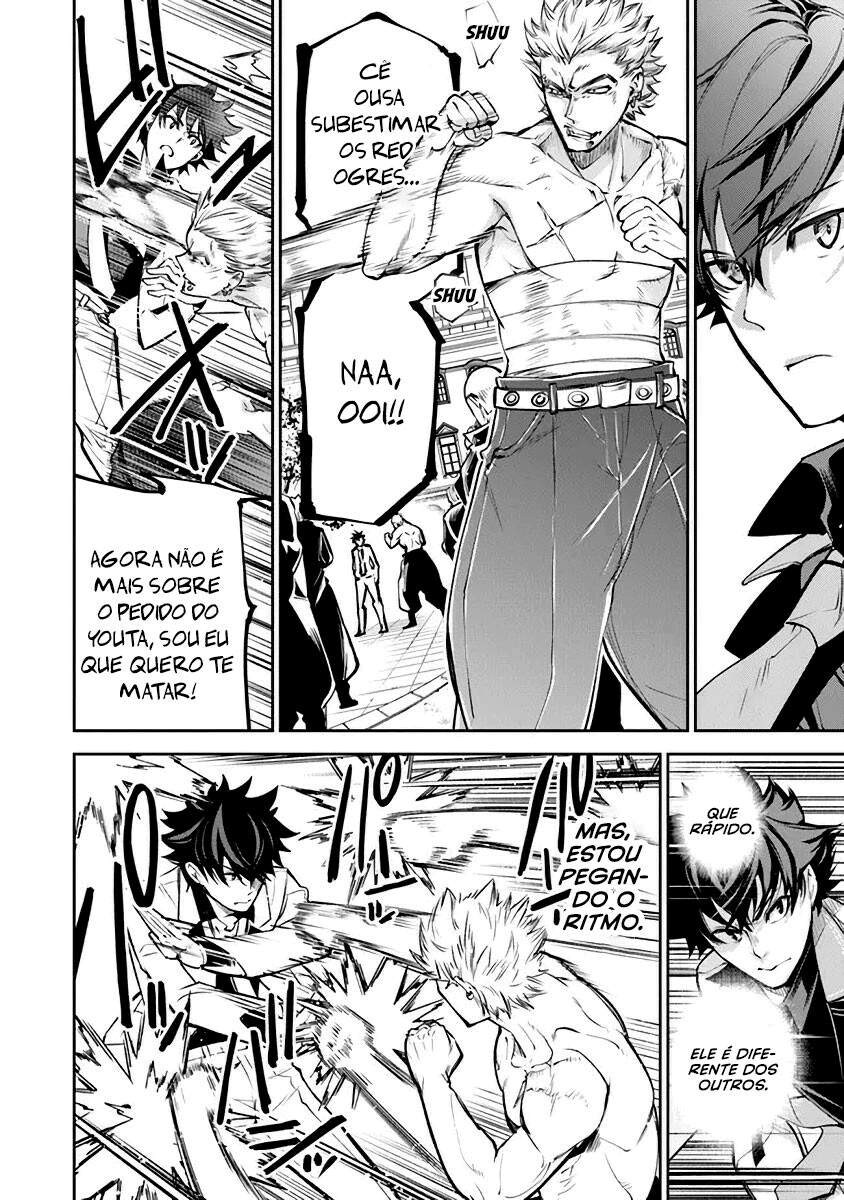 SHUU
CÊ
OUSA
SUBESTIMAR
OS RED
OGRES...
SHUU
NAA,
OOI!!
AGORA NÃO É
MAIS SOBRE
O PEDIDO DO
YOUTA, SOU EU
QUE QUERO TE
MATAR!
QUE
RÁPIDO.
ELE É DIFE-
RENTE DOS
OUTROS.
MAS,
ESTOU
PEGAN-
DO O
RITMO.